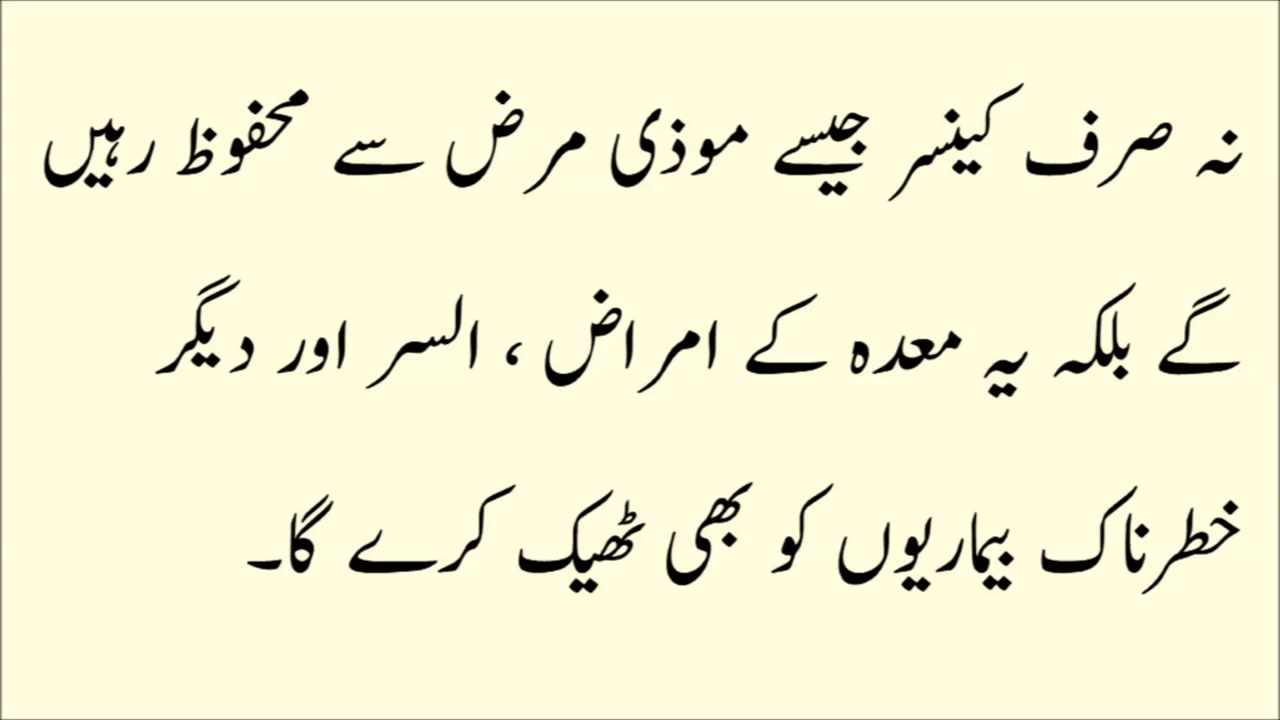 نہ صرف کینسر جیسے موذی مرض سے محفوظ رہیں
گے بلکہ یہ معدہ کے امراض ، السر اور دیگر
خطرناک بیماریوں کو بھی ٹھیک کرے گا۔